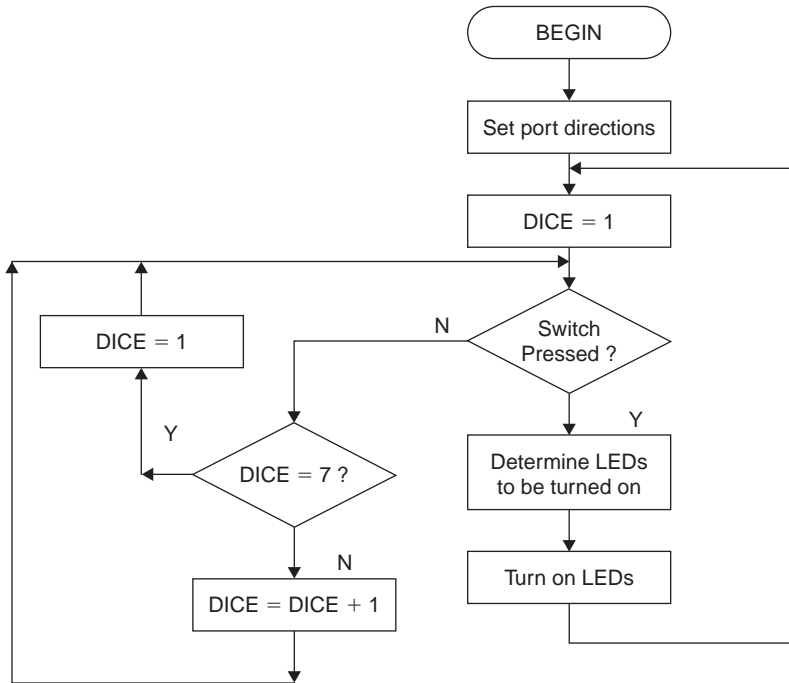 BEGIN
Set port directions
DICE = 1
Switch
Pressed ?
N
DICE = 1
Y
Y
DICE = 7 ?
Determine LEDs
to be turned on
N
DICE = DICE + 1
Turn on LEDs